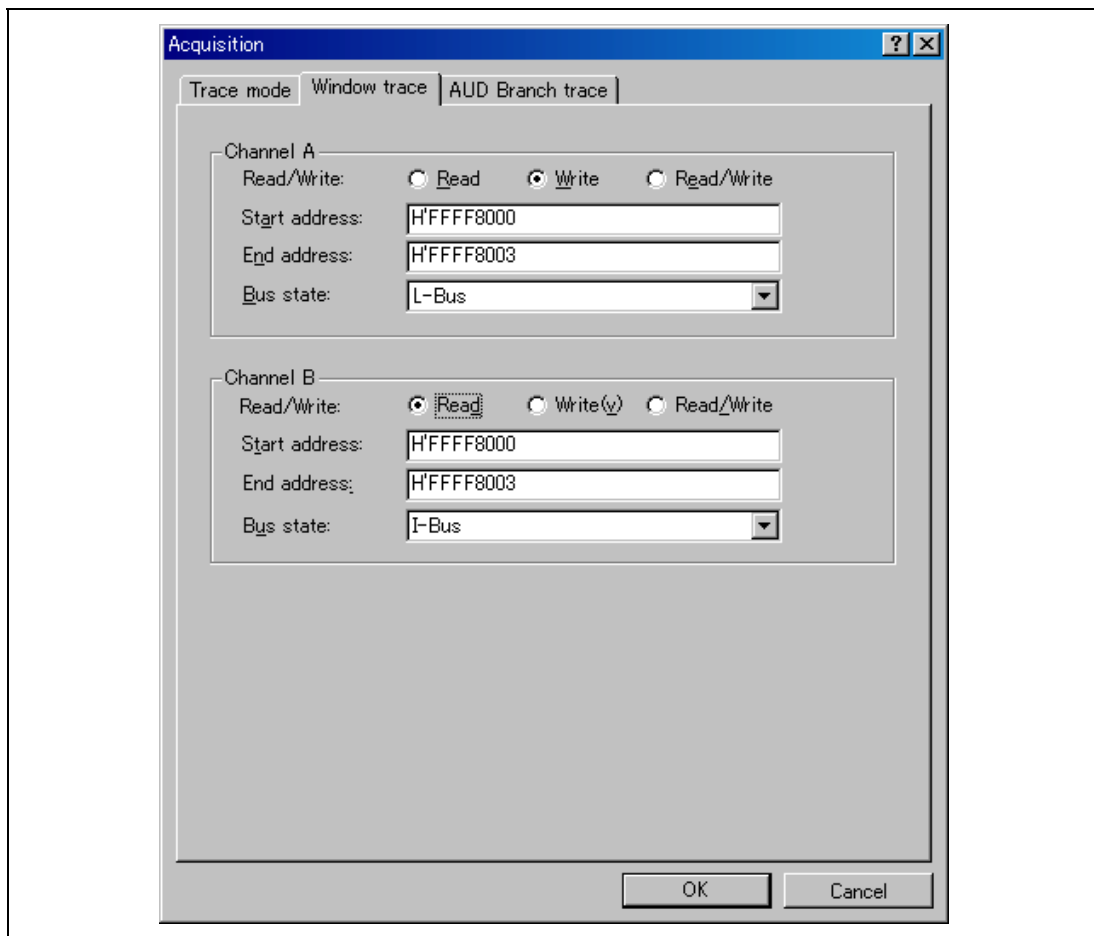 Acquisition
Trace mode Window trace AUD Branch trace
Channel A
Read/Write: Read Write Read/Write
Start address: H'FFFF8000
End address: H'FFFF8003
Bus state: L-Bus
Channel B
Read/Write: Read Write(v) Read/Write
Start address: H'FFFF8000
End address: H'FFFF8003
Bus state: I-Bus
OK Cancel